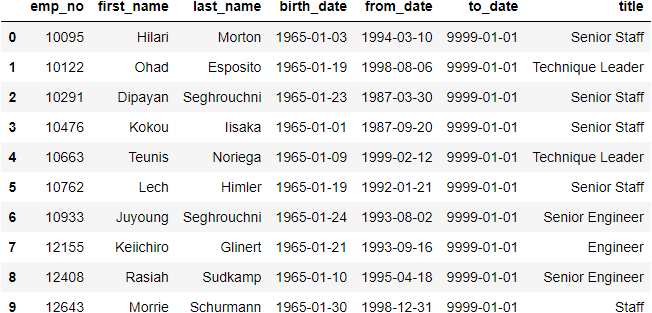 emp_no first_name last_name birth_date from_date to_date title
0 10095 Hilari Morton 1965-01-03 1994-03-10 9999-01-01 Senior Staff
1 10122 Ohad Esposito 1965-01-19 1998-08-06 9999-01-01 Technique Leader
2 10291 Dipayan Seghrouchni 1965-01-23 1987-03-30 9999-01-01 Senior Staff
3 10476 Kokou Iisaka 1965-01-01 1987-09-20 9999-01-01 Senior Staff
4 10663 Teunis Noriega 1965-01-09 1999-02-12 9999-01-01 Technique Leader
5 10762 Lech Himler 1965-01-19 1992-01-21 9999-01-01 Senior Staff
6 10933 Juyoung Seghrouchni 1965-01-24 1993-08-02 9999-01-01 Senior Engineer
7 12155 Keiichiro Glinert 1965-01-21 1993-09-16 9999-01-01 Engineer
8 12408 Rasiah Sudkamp 1965-01-10 1995-04-18 9999-01-01 Senior Engineer
9 12643 Morrie Schurmann 1965-01-30 1998-12-31 9999-01-01 Staff